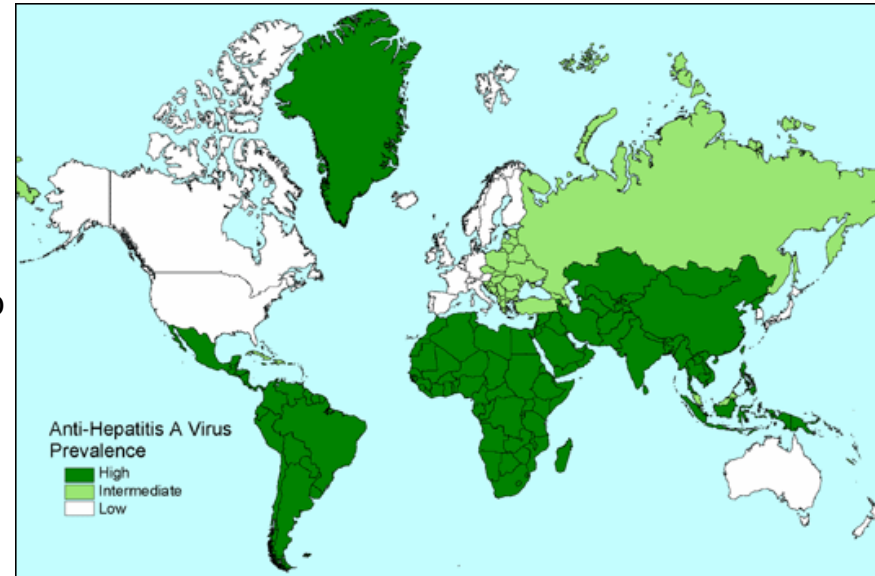 Anti-Hepatitis A Virus
Prevalence
High
Intermediate
Low